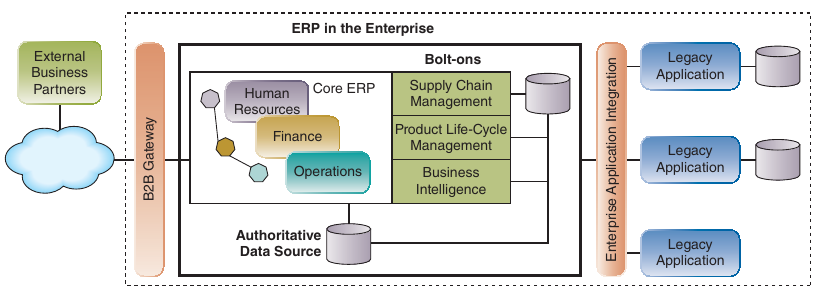 ERP in the Enterprise
External
Business
Partners
B2B Gateway
Core ERP
Human
Resources
Finance
Operations
Bolt-ons
Supply Chain
Management
Product Life-Cycle
Management
Business
Intelligence
Authoritative
Data Source
Enterprise Application Integration
Legacy
Application
Legacy
Application
Legacy
Application